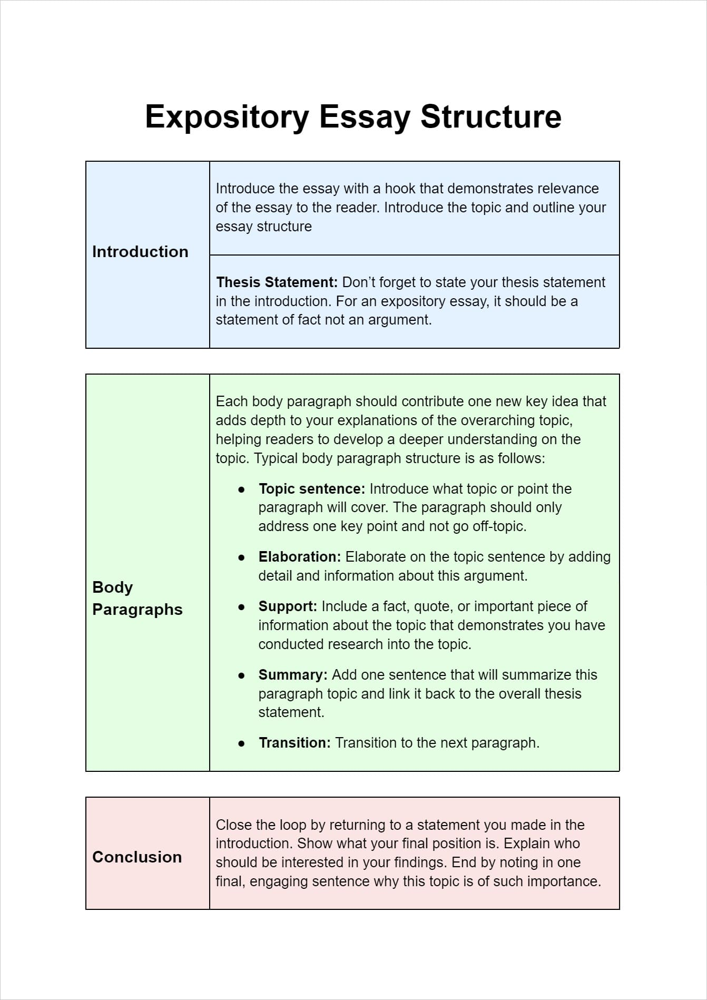 Expository Essay Structure
Introduction
Introduce the essay with a hook that demonstrates relevance
of the essay to the reader. Introduce the topic and outline your
essay structure
Thesis Statement: Don’t forget to state your thesis statement
in the introduction. For an expository essay, it should be a
statement of fact not an argument.
Body
Paragraphs
Each body paragraph should contribute one new key idea that
adds depth to your explanations of the overarching topic,
helping readers to develop a deeper understanding on the
topic. Typical body paragraph structure is as follows:
● Topic sentence: Introduce what topic or point the
paragraph will cover. The paragraph should only
address one key point and not go off-topic.
● Elaboration: Elaborate on the topic sentence by adding
detail and information about this argument.
● Support: Include a fact, quote, or important piece of
information about the topic that demonstrates you have
conducted research into the topic.
● Summary: Add one sentence that will summarize this
paragraph topic and link it back to the overall thesis
statement.
● Transition: Transition to the next paragraph.
Conclusion
Close the loop by returning to a statement you made in the
introduction. Show what your final position is. Explain who
should be interested in your findings. End by noting in one
final, engaging sentence why this topic is of such importance.